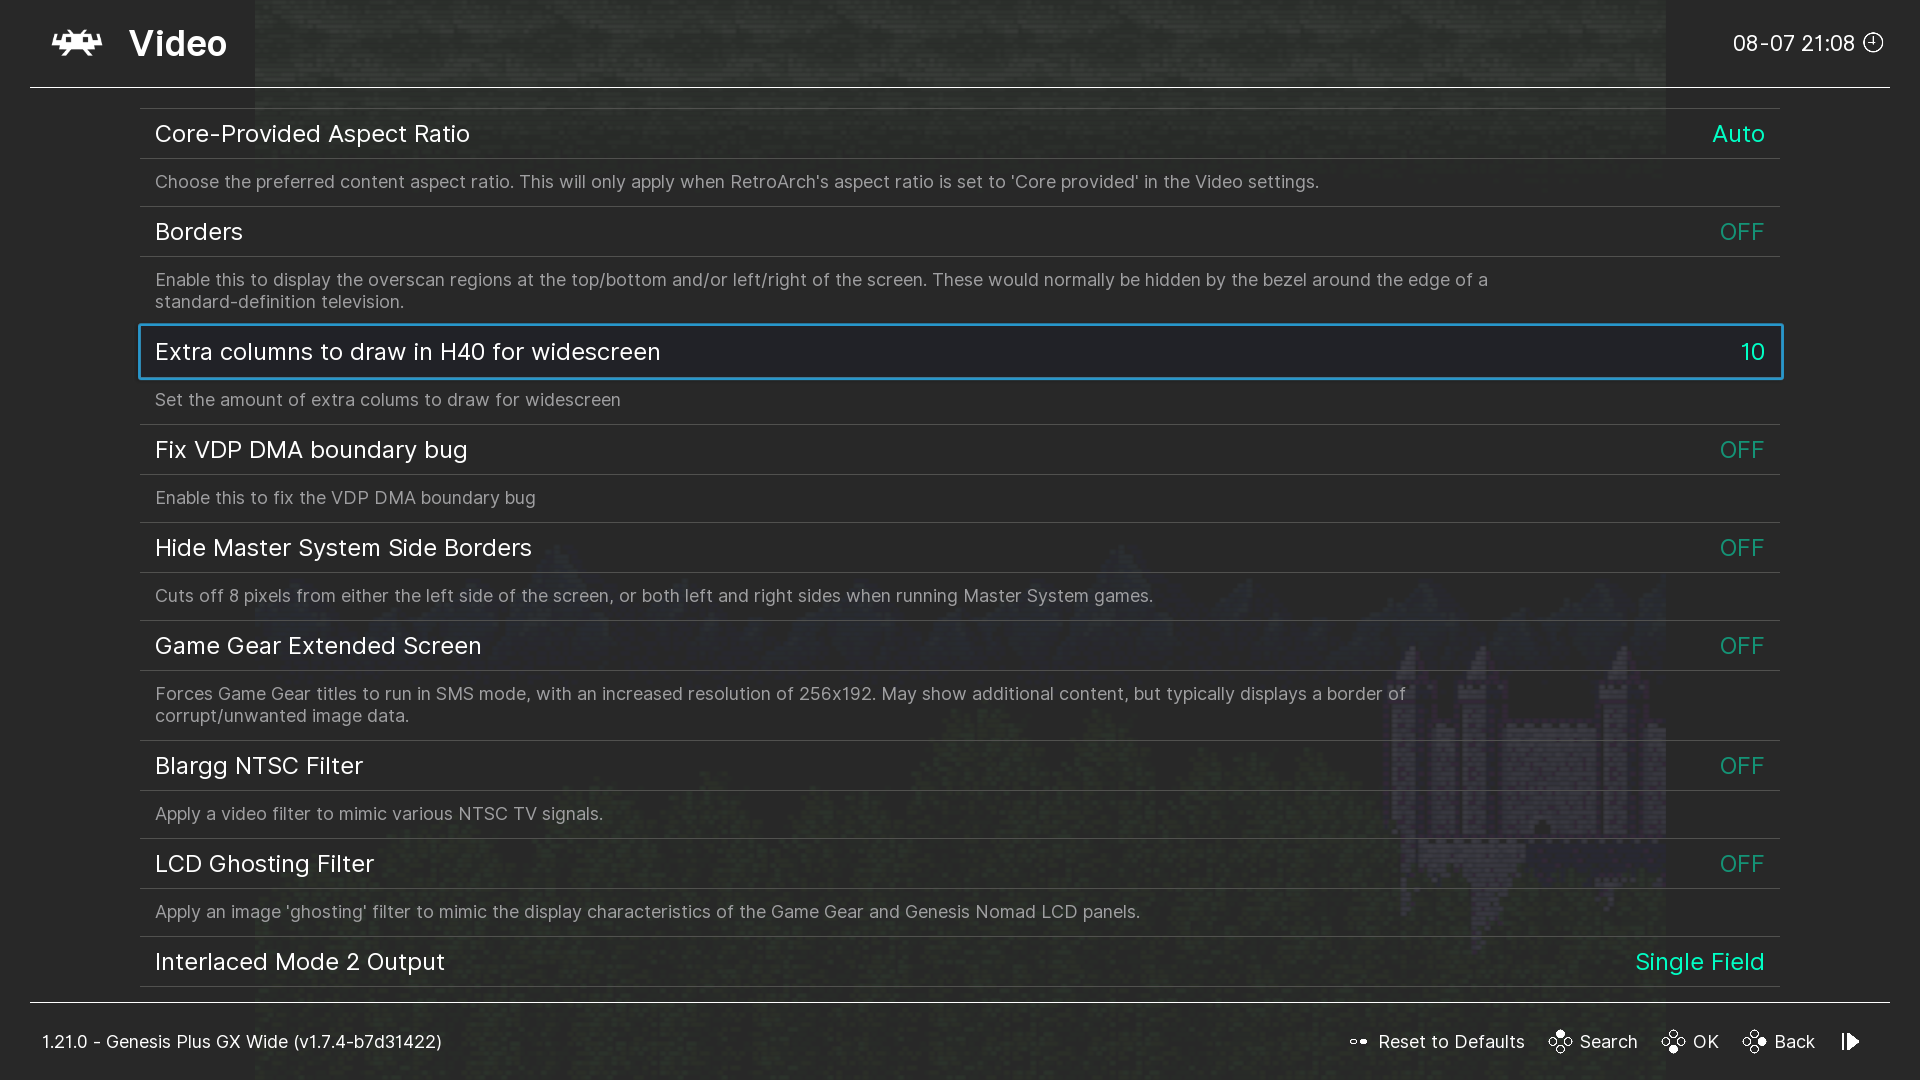 Video
08-07 21:08
Core-Provided Aspect Ratio
Auto
Choose the preferred content aspect ratio. This will only apply when RetroArch's aspect ratio is set to 'Core provided' in the Video settings.
Borders
OFF
Enable this to display the overscan regions at the top/bottom and/or left/right of the screen. These would normally be hidden by the bezel around the edge of a
standard-definition television.
Extra columns to draw in H40 for widescreen
10
Set the amount of extra colums to draw for widescreen
Fix VDP DMA boundary bug
OFF
Enable this to fix the VDP DMA boundary bug
Hide Master System Side Borders
OFF
Cuts off 8 pixels from either the left side of the screen, or both left and right sides when running Master System games.
Game Gear Extended Screen
OFF
Forces Game Gear titles to run in SMS mode, with an increased resolution of 256x192. May show additional content, but typically displays a border of
corrupt/unwanted image data.
Blargg NTSC Filter
OFF
Apply a video filter to mimic various NTSC TV signals.
LCD Ghosting Filter
OFF
Apply an image 'ghosting' filter to mimic the display characteristics of the Game Gear and Genesis Nomad LCD panels.
Interlaced Mode 2 Output
Single Field
1.21.0 - Genesis Plus GX Wide (v1.7.4-b7d31422)
Reset to Defaults
Search
OK
Back